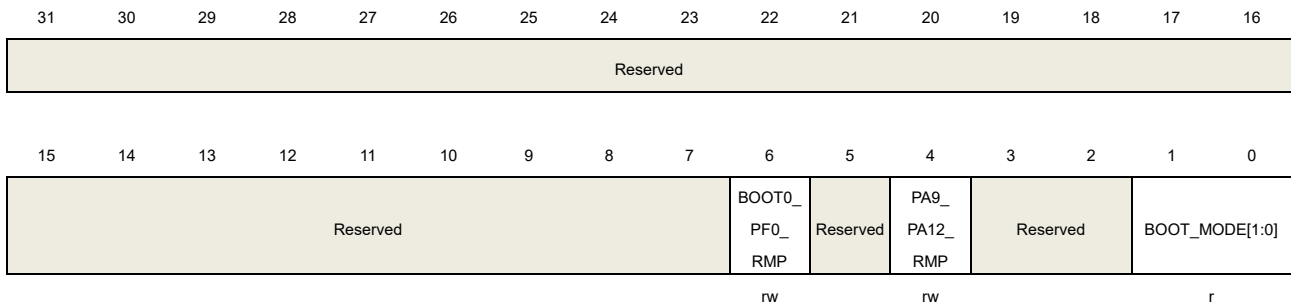 31 30 29 28 27 26 25 24 23 22 21 20 19 18 17 16
Reserved
15 14 13 12 11 10 9 8 7 6 5 4 3 2 1 0
Reserved BOOT0_ PF0_ RMP Reserved PA9_ PA12_ RMP Reserved BOOT_MODE[1:0]
rw rw r